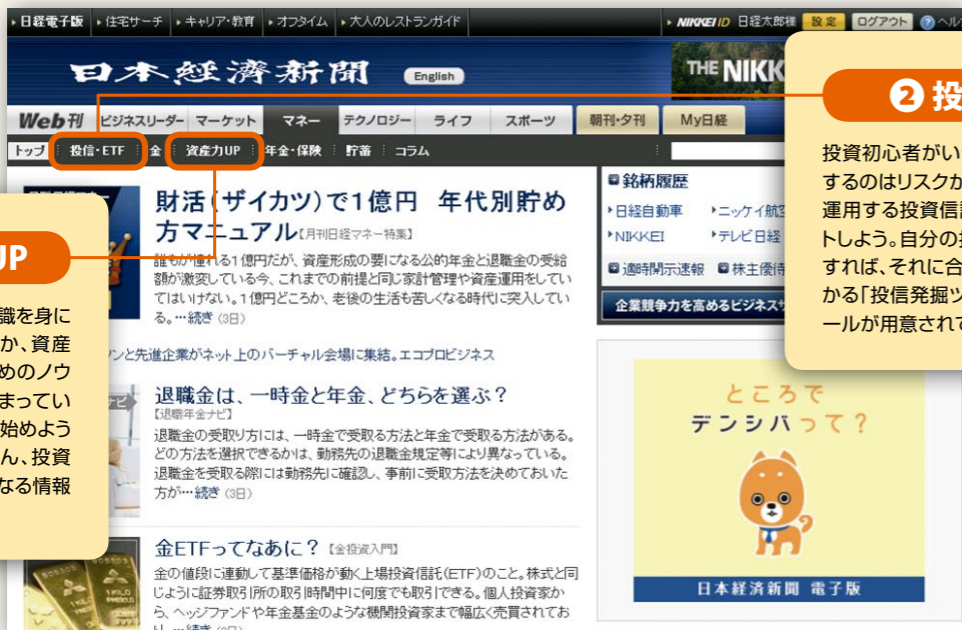 日経電子版 住宅サーチ キャリア・教育 オフタイム 大人のレストランガイド
NIKKEI ID 日経太郎様 設定 ログアウト ヘル
日本経済新聞 English
THE NIKK
Web刊 ビジネスリーダー マーケット マネー テクノロジー ライフ スポーツ 朝刊・夕刊 My日経
トップ 投信・ETF 金 資産力UP 年金・保険 貯蓄 コラム
財活(ザイカツ)で1億円 年代別貯め
方マニュアル【月刊日経マネー特集】
誰もが憧れる1億円だが、資産形成の要になる公的年金と退職金の受給
額が激変している今、これまでの前提と同じ家計管理や資産運用をしてい
てはいけない。1億円どころか、老後の生活も苦しくなる時代に突入してい
る。…続き (3日)
ンと先進企業がネット上のバーチャル会場に集結。エコプロビジネス
ナビ
退職金は、一時金と年金、どちらを選ぶ?
【退職年金ナビ】
退職金の受取り方には、一時金で受取る方法と年金で受取る方法がある。
どの方法を選択できるかは、勤務先の退職金規定等により異なっている。
退職金を受取る際には勤務先に確認し、事前に受取方法を決めておいた
方が…続き (3日)
金ETFってなあに?【金投資入門】
金の値段に連動して基準価格が動く上場投資信託(ETF)のこと。株式と同
じように証券取引所の取引時間中に何度でも取引できる。個人投資家か
ら、ヘッジファンドや年金基金のような機関投資家まで幅広く売買されてお
銘柄履歴
日経自動車 ニッケイ航空
NIKKEI テレビ日経
適時開示速報 株主優待
企業競争力を高めるビジネスサ
ところで
デンシバって?
日本経済新聞 電子版
UP
識を身に
か、資産
めのノウ
まってい
始めよう
ん、投資
なる情報
❷ 投
投資初心者がい
するのはリスクか
運用する投資信
トしよう。自分の
すれば、それに合
かる「投信発掘ツ
ールが用意されて